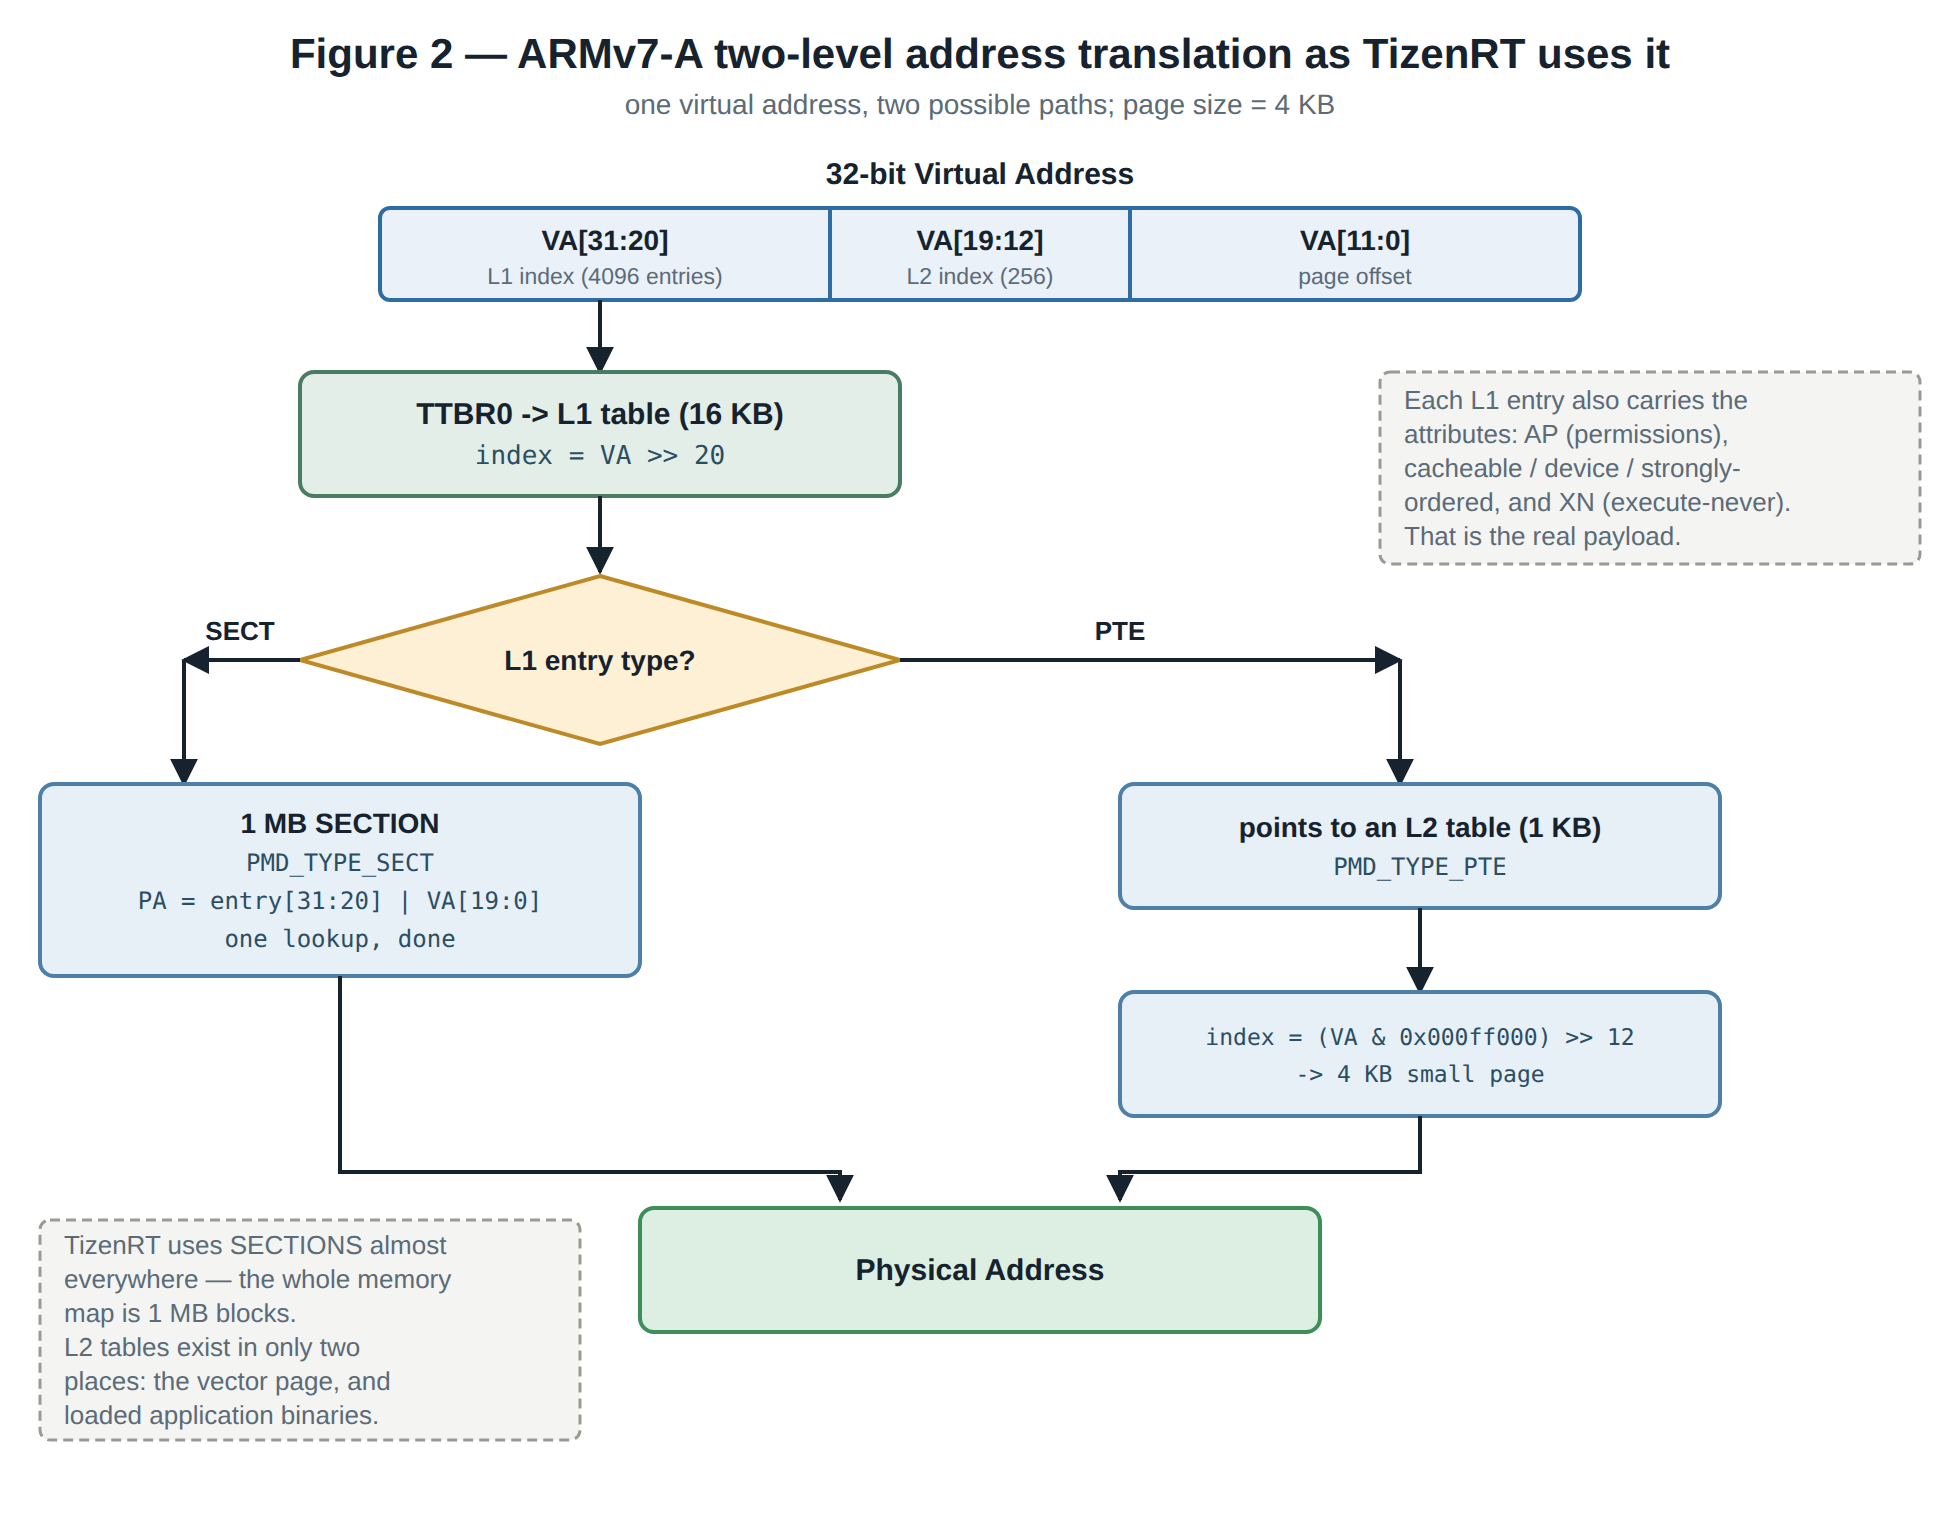 Figure 2 — ARMv7-A two-level address translation as TizenRT uses it
one virtual address, two possible paths; page size = 4 KB
32-bit Virtual Address
VA[31:20]
L1 index (4096 entries)
VA[19:12]
L2 index (256)
VA[11:0]
page offset
TTBR0 -> L1 table (16 KB)
index = VA >> 20
Each L1 entry also carries the
attributes: AP (permissions),
cacheable / device / strongly-
ordered, and XN (execute-never).
That is the real payload.
L1 entry type?
SECT
PTE
1 MB SECTION
PMD_TYPE_SECT
PA = entry[31:20] | VA[19:0]
one lookup, done
points to an L2 table (1 KB)
PMD_TYPE_PTE
index = (VA & 0x000ff000) >> 12
-> 4 KB small page
Physical Address
TizenRT uses SECTIONS almost
everywhere — the whole memory
map is 1 MB blocks.
L2 tables exist in only two
places: the vector page, and
loaded application binaries.